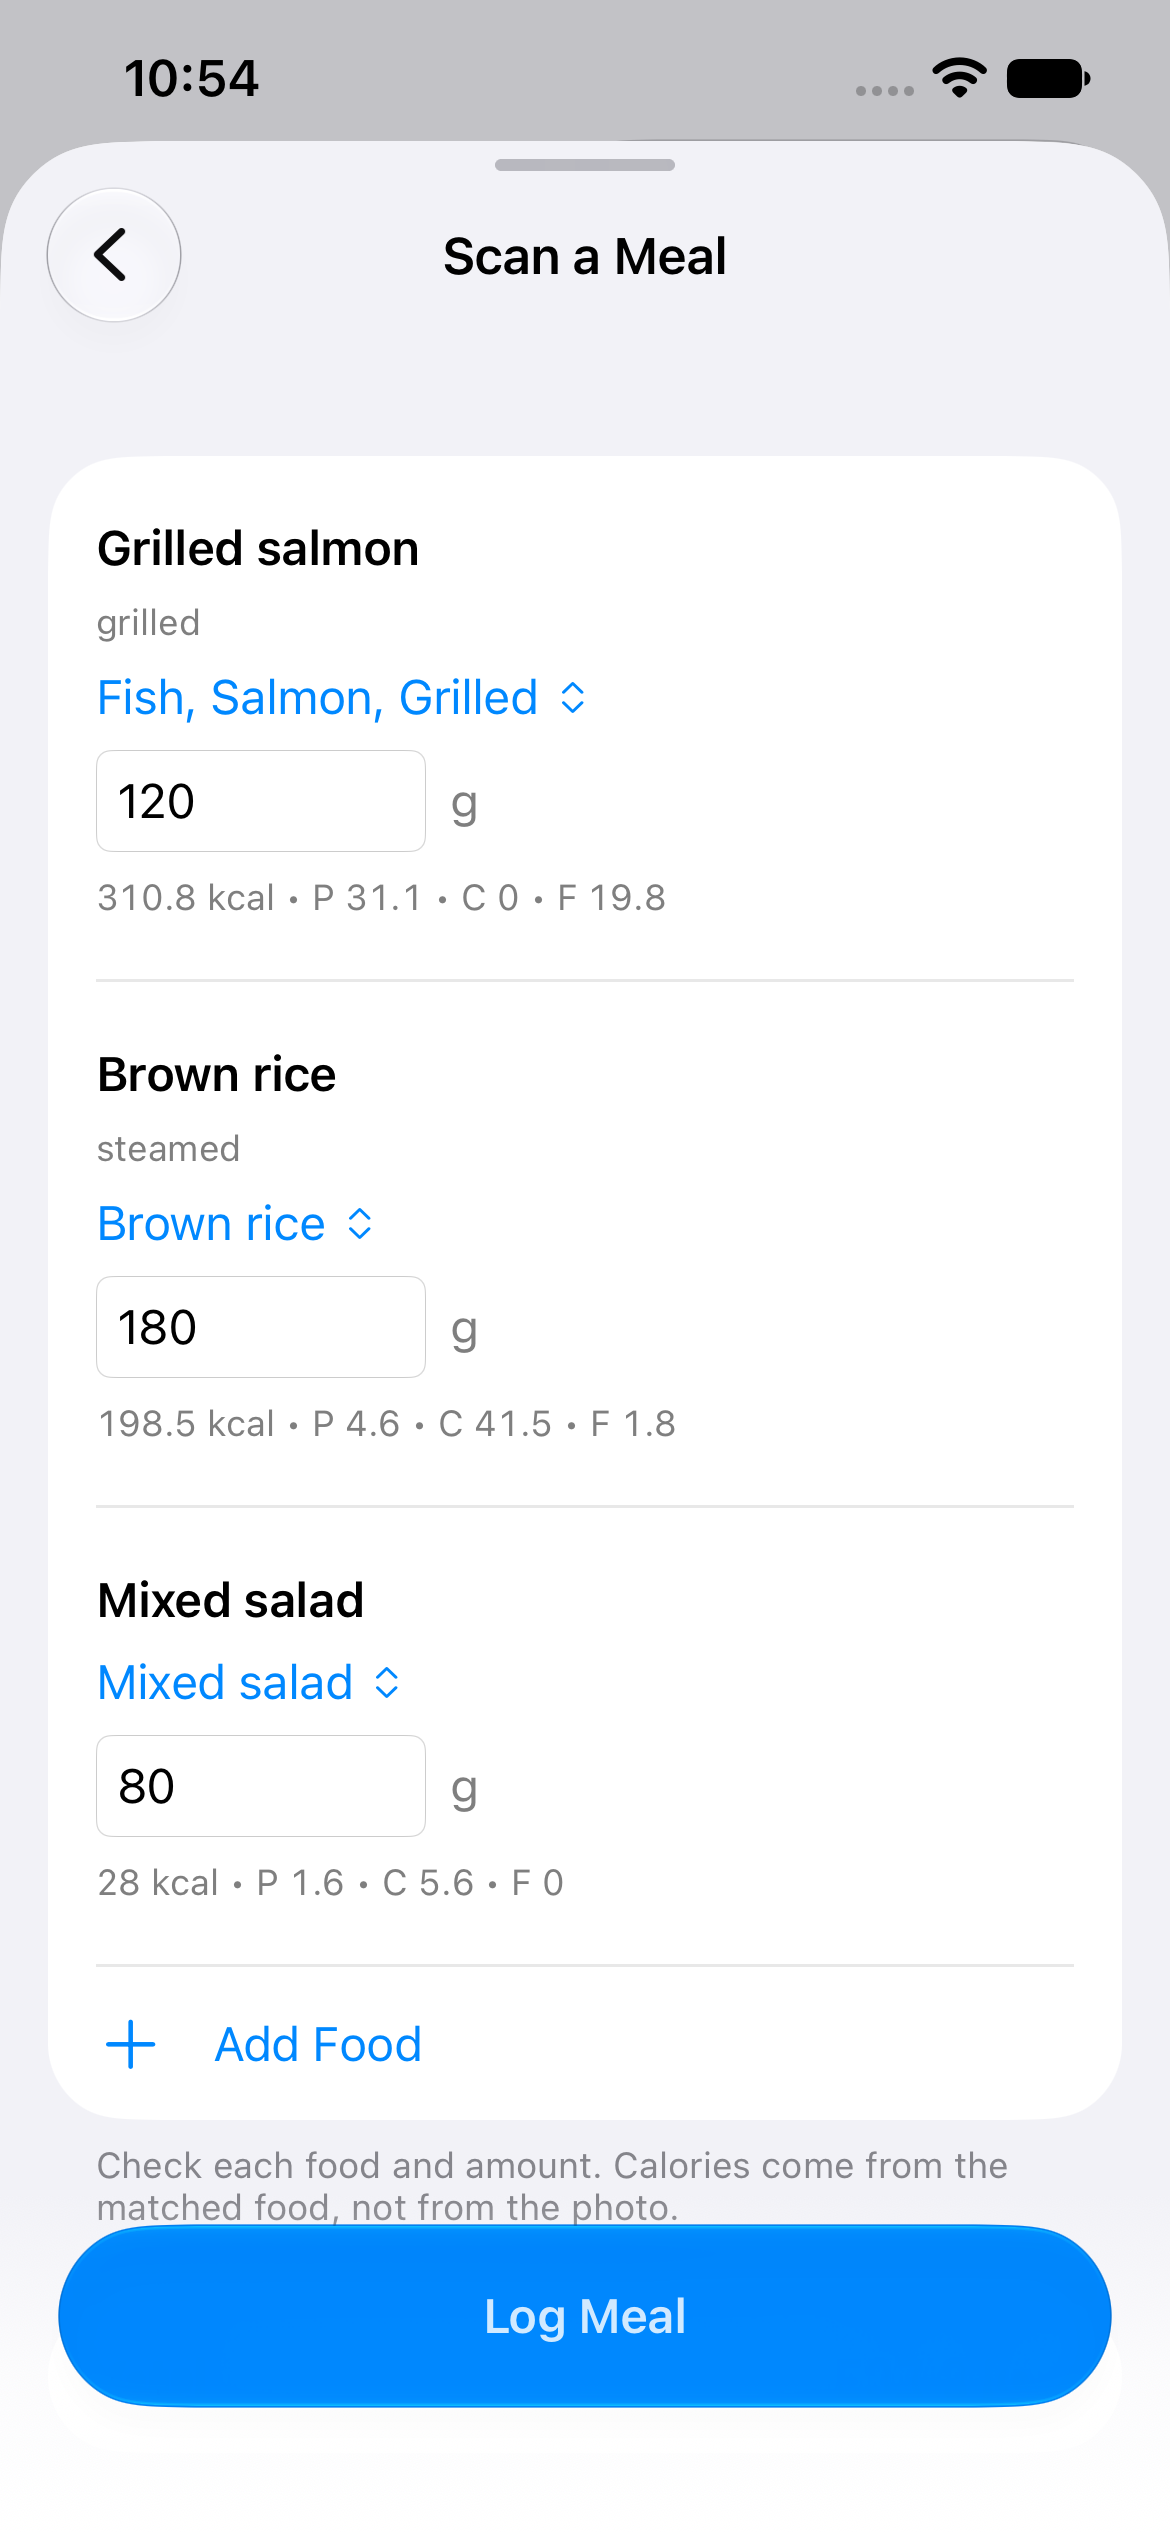 10:54
Scan a Meal
Grilled salmon
grilled
Fish, Salmon, Grilled
120 g
310.8 kcal • P 31.1 • C 0 • F 19.8
Brown rice
steamed
Brown rice
180 g
198.5 kcal • P 4.6 • C 41.5 • F 1.8
Mixed salad
Mixed salad
80 g
28 kcal • P 1.6 • C 5.6 • F 0
Add Food
Check each food and amount. Calories come from the
matched food, not from the photo.
Log Meal